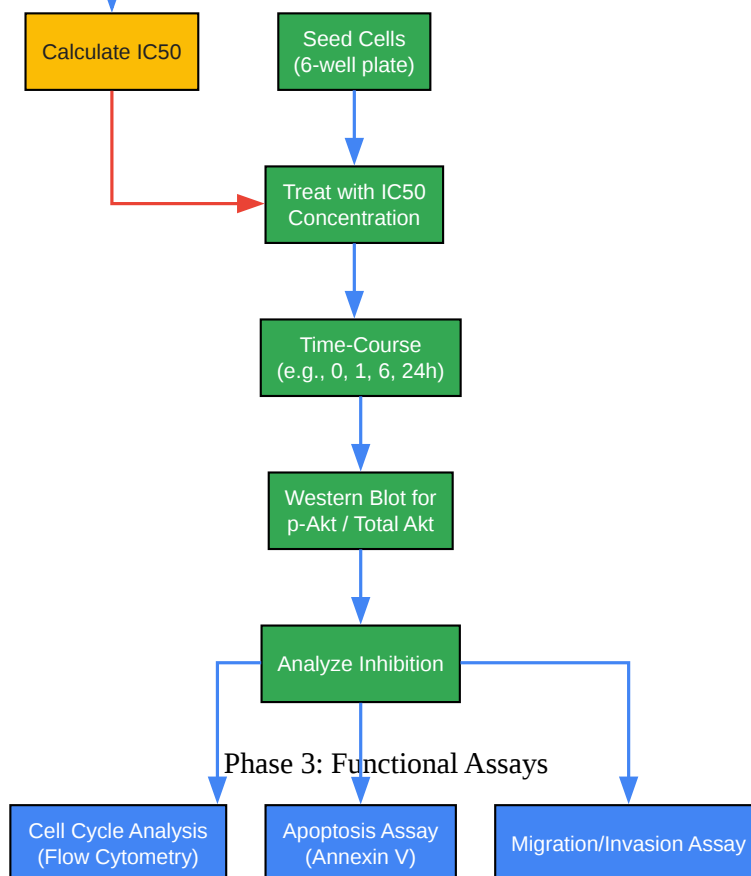 Calculate IC50
Seed Cells
(6-well plate)
Treat with IC50
Concentration
Time-Course
(e.g., 0, 1, 6, 24h)
Western Blot for
p-Akt / Total Akt
Analyze Inhibition
Phase 3: Functional Assays
Cell Cycle Analysis
(Flow Cytometry)
Apoptosis Assay
(Annexin V)
Migration/Invasion Assay